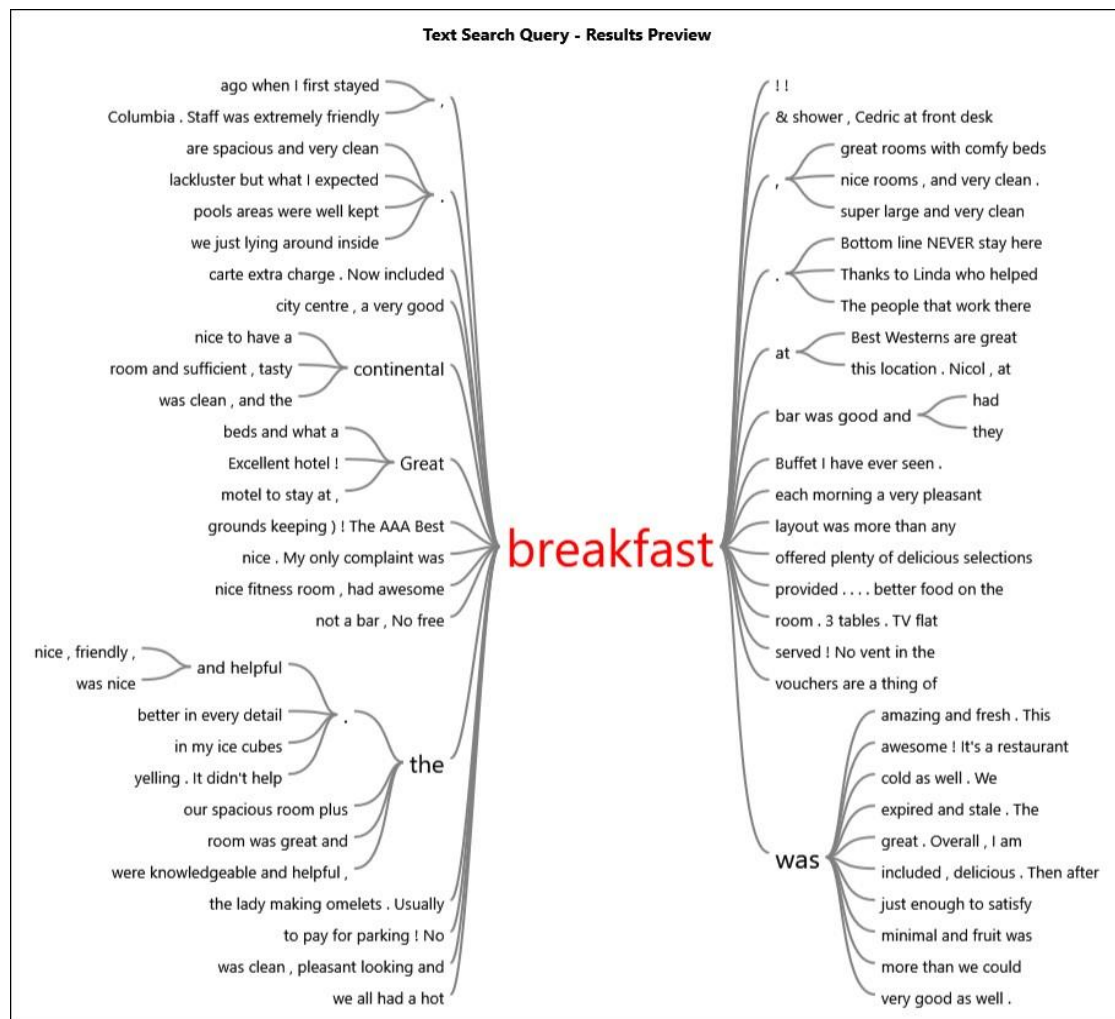 Text Search Query - Results Preview
ago when I first stayed
Columbia . Staff was extremely friendly
,
are spacious and very clean
lackluster but what I expected
pools areas were well kept
we just lying around inside
.
carte extra charge . Now included
city centre , a very good
nice to have a
room and sufficient , tasty
was clean , and the
continental
beds and what a
Excellent hotel !
motel to stay at ,
Great
grounds keeping ) ! The AAA Best
nice . My only complaint was
nice fitness room , had awesome
not a bar , No free
nice , friendly ,
was nice
and helpful
better in every detail
in my ice cubes
yelling . It didn't help
.
our spacious room plus
room was great and
were knowledgeable and helpful ,
the
the lady making omelets . Usually
to pay for parking ! No
was clean , pleasant looking and
we all had a hot
breakfast
! !
& shower , Cedric at front desk
,
great rooms with comfy beds
nice rooms , and very clean .
super large and very clean
.
Bottom line NEVER stay here
Thanks to Linda who helped
The people that work there
at
Best Westerns are great
this location . Nicol , at
bar was good and
had
they
Buffet I have ever seen .
each morning a very pleasant
layout was more than any
offered plenty of delicious selections
provided . . . . better food on the
room . 3 tables . TV flat
served ! No vent in the
vouchers are a thing of
was
amazing and fresh . This
awesome ! It's a restaurant
cold as well . We
expired and stale . The
great . Overall , I am
included , delicious . Then after
just enough to satisfy
minimal and fruit was
more than we could
very good as well .